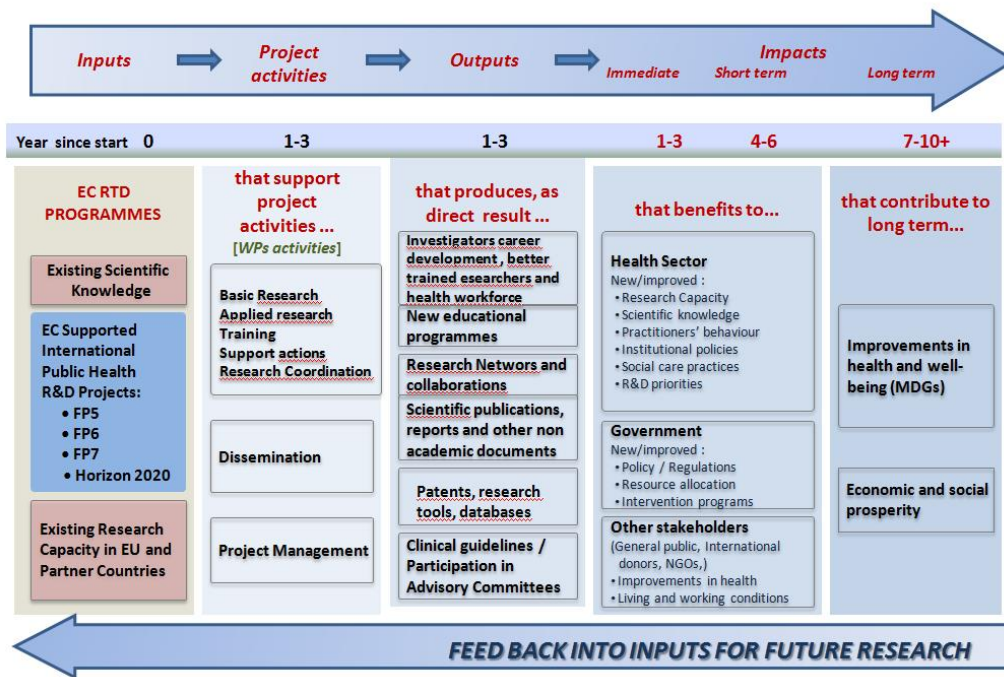 Inputs
Project
activities
Outputs
Impacts
Immediate
Short term
Long term
Year since start 0
1-3
1-3
1-3
4-6
7-10+
EC RTD
PROGRAMMES
Existing Scientific
Knowledge
EC Supported
International
Public Health
R&D Projects:
• FP5
• FP6
• FP7
• Horizon 2020
Existing Research
Capacity in EU and
Partner Countries
that support
project
activities ...
[WPs activities]
Basic Research
Applied research
Training
Support actions
Research Coordination
Dissemination
Project Management
that produces, as
direct result ...
Investigators career
development , better
trained esearchers and
health workforce
New educational
programmes
Research Networs and
collaborations
Scientific publications,
reports and other non
academic documents
Patents, research
tools, databases
Clinical guidelines /
Participation in
Advisory Committees
that benefits to...
Health Sector
New/improved :
• Research Capacity
• Scientific knowledge
• Practitioners' behaviour
• Institutional policies
• Social care practices
• R&D priorities
Government
New/improved :
• Policy / Regulations
• Resource allocation
• Intervention programs
Other stakeholders
(General public, International
donors, NGOs,)
• Improvements in health
• Living and working conditions
that contribute to
long term...
Improvements in
health and well-
being (MDGs)
Economic and social
prosperity
FEED BACK INTO INPUTS FOR FUTURE RESEARCH